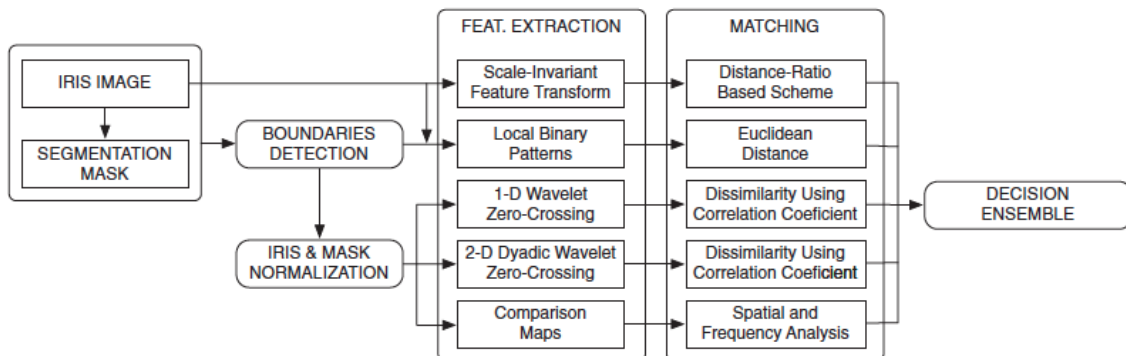 FEAT. EXTRACTION
MATCHING
IRIS IMAGE
SEGMENTATION
MASK
BOUNDARIES
DETECTION
IRIS & MASK
NORMALIZATION
Scale-Invariant
Feature Transform
Local Binary
Patterns
1-D Wavelet
Zero-Crossing
2-D Dyadic Wavelet
Zero-Crossing
Comparison
Maps
Distance-Ratio
Based Scheme
Euclidean
Distance
Dissimilarity Using
Correlation Coeficient
Dissimilarity Using
Correlation Coeficient
Spatial and
Frequency Analysis
DECISION
ENSEMBLE